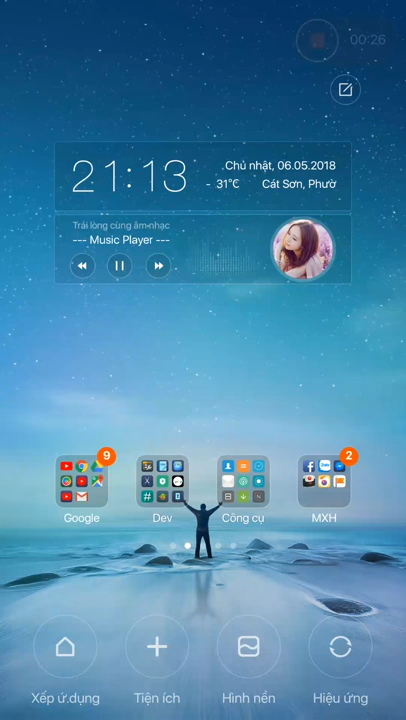 00:26
21:13
Chủ nhật, 06.05.2018
- 31℃
Cát Sơn, Phườ
Trải lòng cùng âm nhạc
--- Music Player ---
9
2
Google
Dev
Công cụ
MXH
Xếp ứ.dụng
Tiện ích
Hình nền
Hiệu ứng